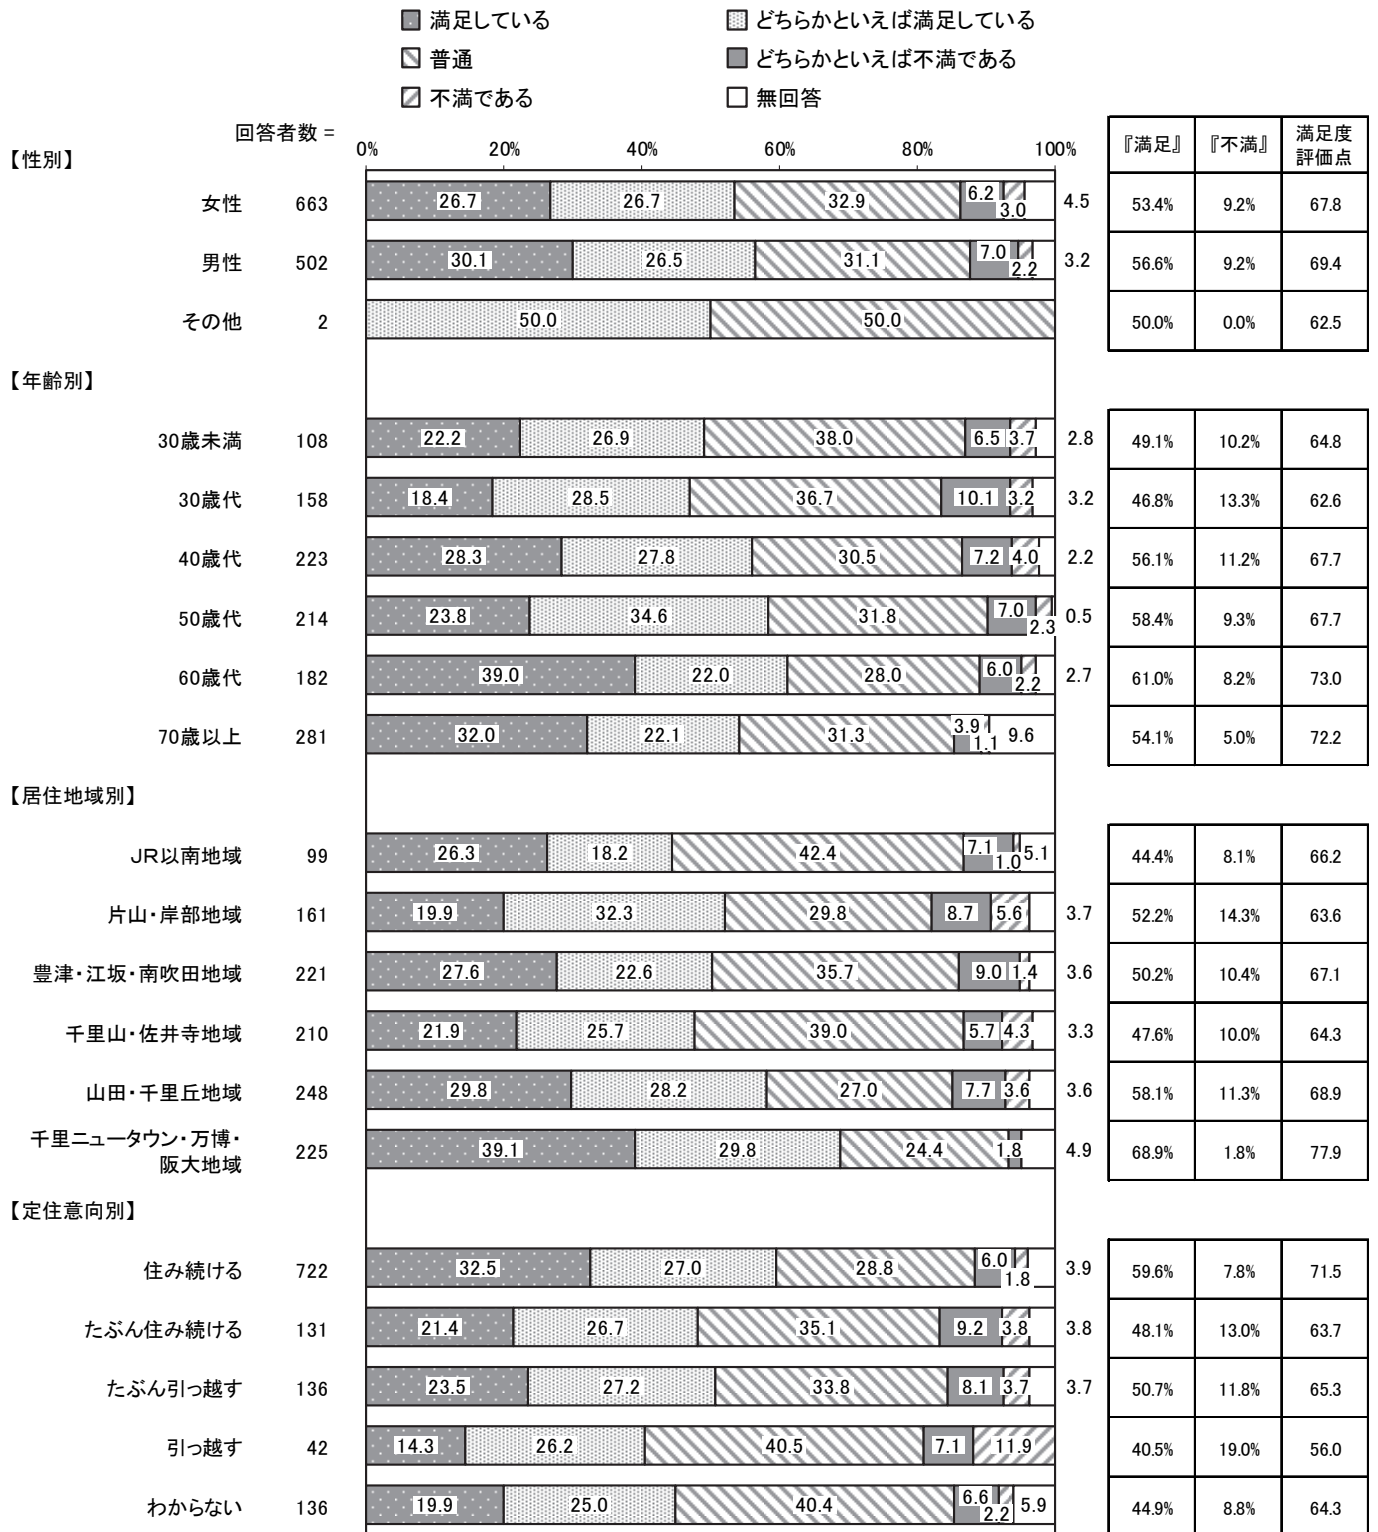 満足している どちらかといえば満足している
普通 どちらかといえば不満である
不満である 無回答
回答者数 =
0% 20% 40% 60% 80% 100%
『満足』 『不満』 満足度評価点
【性別】
女性 663 26.7 26.7 32.9 6.2 3.0 4.5 53.4% 9.2% 67.8
男性 502 30.1 26.5 31.1 7.0 2.2 3.2 56.6% 9.2% 69.4
その他 2 50.0 50.0 50.0% 0.0% 62.5
【年齢別】
30歳未満 108 22.2 26.9 38.0 6.5 3.7 2.8 49.1% 10.2% 64.8
30歳代 158 18.4 28.5 36.7 10.1 3.2 3.2 46.8% 13.3% 62.6
40歳代 223 28.3 27.8 30.5 7.2 4.0 2.2 56.1% 11.2% 67.7
50歳代 214 23.8 34.6 31.8 7.0 2.3 0.5 58.4% 9.3% 67.7
60歳代 182 39.0 22.0 28.0 6.0 2.2 2.7 61.0% 8.2% 73.0
70歳以上 281 32.0 22.1 31.3 3.9 1.1 9.6 54.1% 5.0% 72.2
【居住地域別】
JR以南地域 99 26.3 18.2 42.4 7.1 1.0 5.1 44.4% 8.1% 66.2
片山・岸部地域 161 19.9 32.3 29.8 8.7 5.6 3.7 52.2% 14.3% 63.6
豊津・江坂・南吹田地域 221 27.6 22.6 35.7 9.0 1.4 3.6 50.2% 10.4% 67.1
千里山・佐井寺地域 210 21.9 25.7 39.0 5.7 4.3 3.3 47.6% 10.0% 64.3
山田・千里丘地域 248 29.8 28.2 27.0 7.7 3.6 3.6 58.1% 11.3% 68.9
千里ニュータウン・万博・
阪大地域 225 39.1 29.8 24.4 1.8 4.9 68.9% 1.8% 77.9
【定住意向別】
住み続ける 722 32.5 27.0 28.8 6.0 1.8 3.9 59.6% 7.8% 71.5
たぶん住み続ける 131 21.4 26.7 35.1 9.2 3.8 3.8 48.1% 13.0% 63.7
たぶん引っ越す 136 23.5 27.2 33.8 8.1 3.7 3.7 50.7% 11.8% 65.3
引っ越す 42 14.3 26.2 40.5 7.1 11.9 40.5% 19.0% 56.0
わからない 136 19.9 25.0 40.4 6.6 2.2 5.9 44.9% 8.8% 64.3